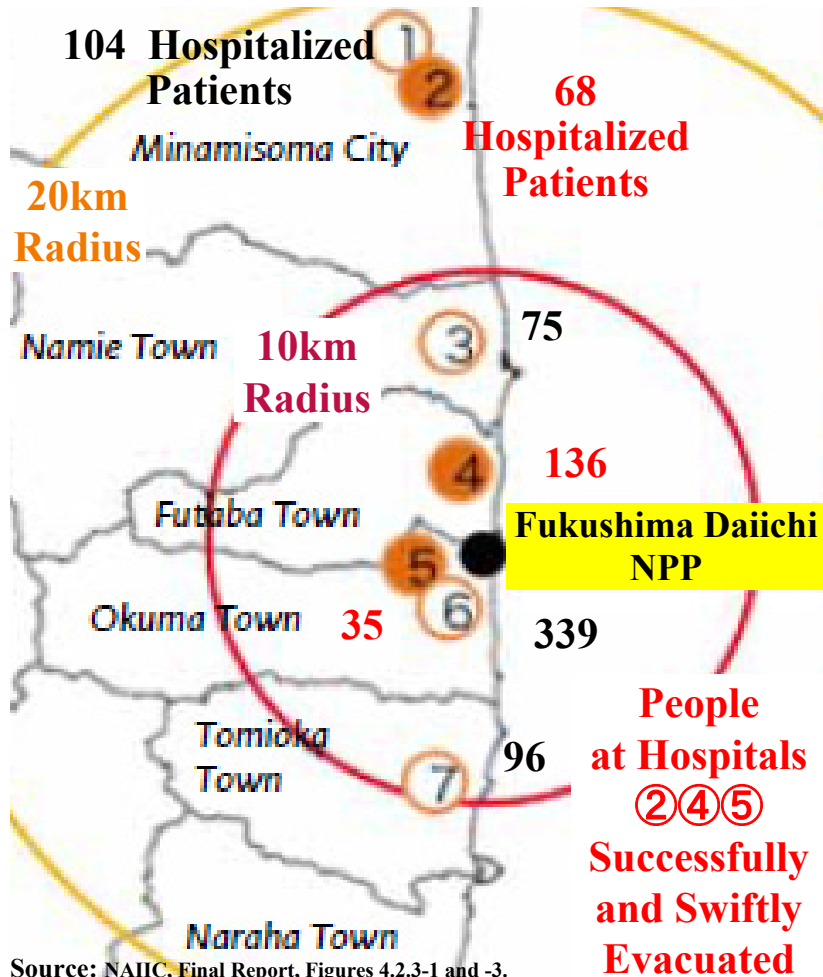 104 Hospitalized
Patients
1
2
68
Hospitalized
Patients
Minamisoma City
20km
Radius
Namie Town
10km
Radius
3
75
4
136
Futaba Town
Fukushima Daiichi
NPP
5
6
Okuma Town
35
339
Tomioka
Town
7
96
People
at Hospitals
②④⑤
Successfully
and Swiftly
Evacuated
Naraha Town
Source: NAIIC, Final Report, Figures 4.2.3-1 and -3.